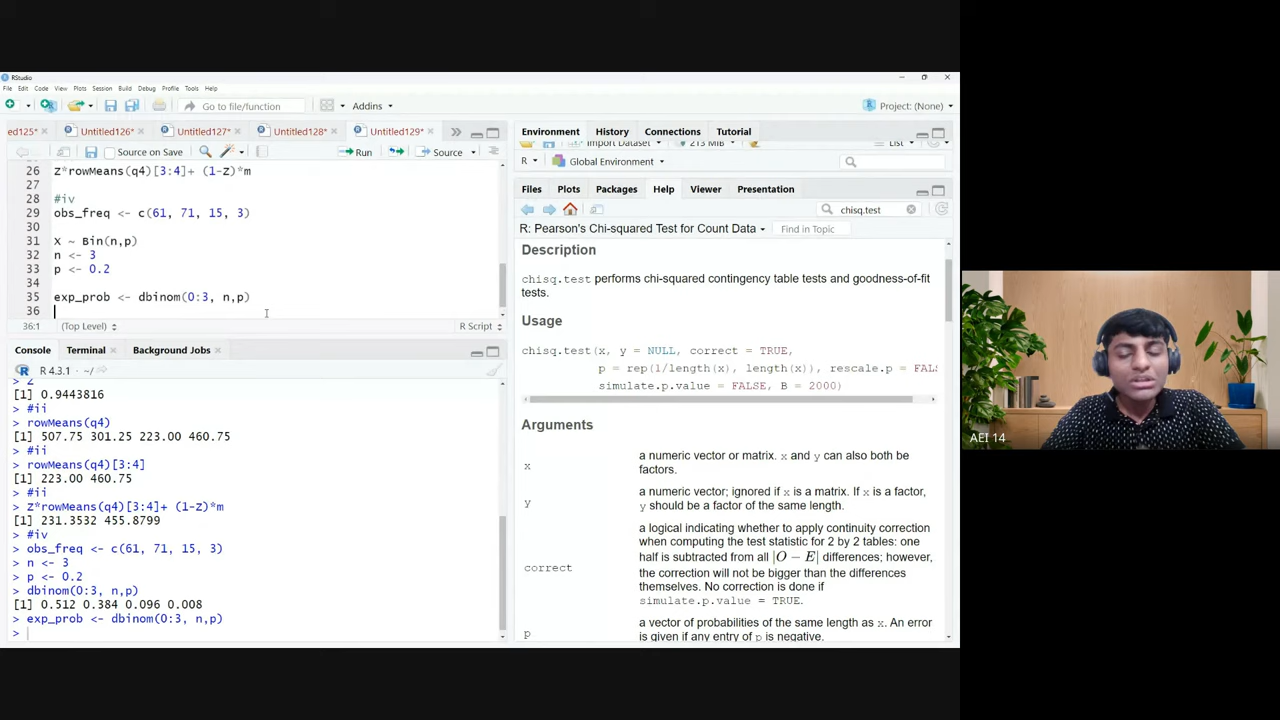 RStudio
File Edit Code View Plots Session Build Debug Profile Tools Help
Go to file/function
Addins
Project: (None)
ed125*
Untitled126*
Untitled127*
Untitled128*
Untitled129*
Source on Save
Run
Source
26 Z*rowMeans(q4)[3:4]+ (1-Z)*m
27
28 #iv
29 obs_freq <- c(61, 71, 15, 3)
30
31 X ~ Bin(n,p)
32 n <- 3
33 p <- 0.2
34
35 exp_prob <- dbinom(0:3, n,p)
36
36:1 (Top Level) R Script
Console Terminal Background Jobs
R 4.3.1 · ~/
> Z
[1] 0.9443816
> #ii
> rowMeans(q4)
[1] 507.75 301.25 223.00 460.75
> #ii
> rowMeans(q4)[3:4]
[1] 223.00 460.75
> #ii
> Z*rowMeans(q4)[3:4]+ (1-Z)*m
[1] 231.3532 455.8799
> #iv
> obs_freq <- c(61, 71, 15, 3)
> n <- 3
> p <- 0.2
> dbinom(0:3, n,p)
[1] 0.512 0.384 0.096 0.008
> exp_prob <- dbinom(0:3, n,p)
>
Environment History Connections Tutorial
Import Dataset
213 MiB
List
R
Global Environment
Files Plots Packages Help Viewer Presentation
chisq.test
R: Pearson's Chi-squared Test for Count Data
Find in Topic
Description
chisq.test performs chi-squared contingency table tests and goodness-of-fit
tests.
Usage
chisq.test(x, y = NULL, correct = TRUE,
p = rep(1/length(x), length(x)), rescale.p = FALS
simulate.p.value = FALSE, B = 2000)
Arguments
x
a numeric vector or matrix. x and y can also both be
factors.
y
a numeric vector; ignored if x is a matrix. If x is a factor,
y should be a factor of the same length.
correct
a logical indicating whether to apply continuity correction
when computing the test statistic for 2 by 2 tables: one
half is subtracted from all |O − E| differences; however,
the correction will not be bigger than the differences
themselves. No correction is done if
simulate.p.value = TRUE.
p
a vector of probabilities of the same length as x. An error
is given if any entry of p is negative.
AEI 14